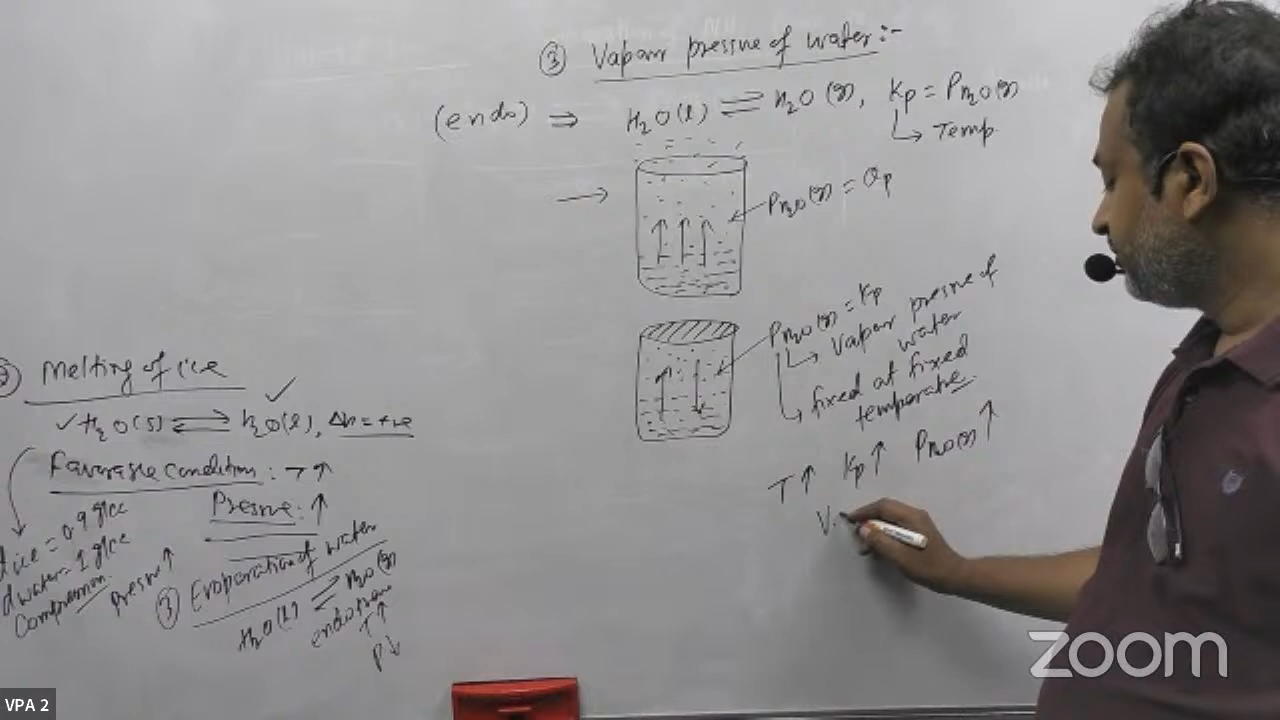 ③ Vapour pressure of water:-
(endo) ⇒ H2O(l) ⇌ H2O(g), Kp = PH2O(g)
↳ Temp.
→
PH2O(g) = Qp
PH2O(g) = Kp
↳ Vapour pressure of water
↳ fixed at fixed temperature.
T↑ Kp↑ PH2O(g)↑
V.
② Melting of ice
✓
✓H2O(s) ⇌ H2O(l), ΔH = +ve
Favorable condition: T↑
Pressure: ↑
dice = 0.9 g/cc
dwater = 1 g/cc
Compression.
Pressure↑
③ Evaporation of water
H2O(l) ⇌ H2O(g)
endothermic
T↑
P↓
zoom
VPA 2